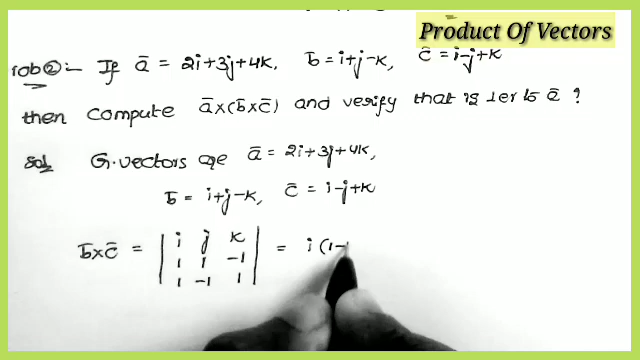 Product Of Vectors
rob②:- If ā = 2i+3j+4k, b̄ = i+j-k, c̄ = i-j+k
then compute ā×(b̄×c̄) and verify that is ⊥er to ā ?
Sol G.vectors are ā = 2i+3j+4k,
b̄ = i+j-k, c̄ = i-j+k
b̄×c̄ = | i j k | = i(1-
| 1 1 -1 |
| 1 -1 1 |